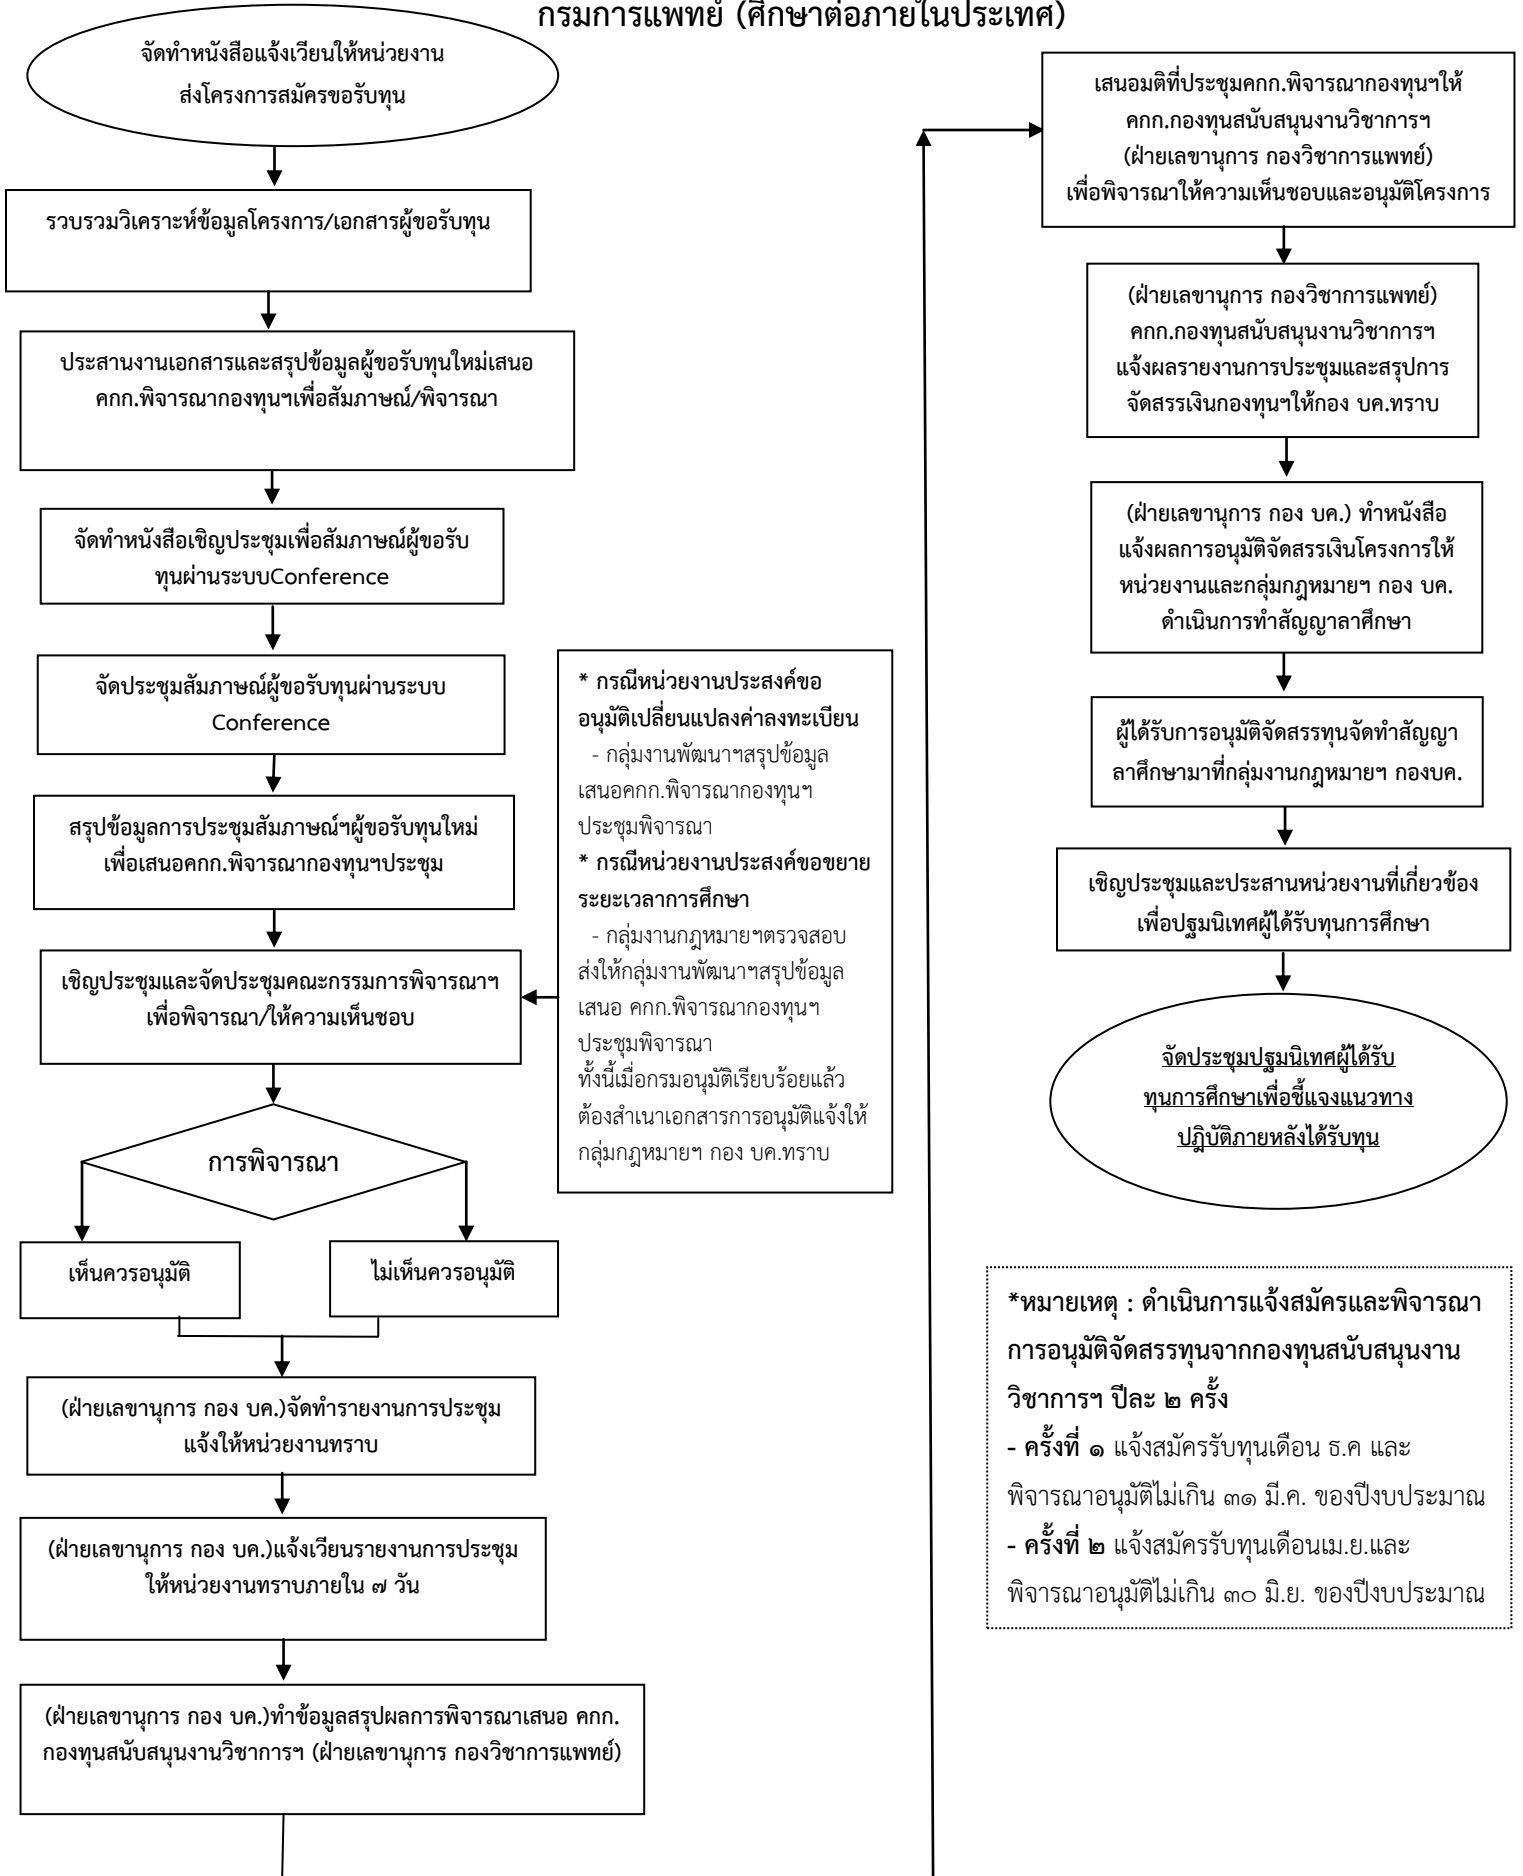 กรมการแพทย์ (ศึกษาต่อภายในประเทศ)
จัดทำหนังสือแจ้งเวียนให้หน่วยงาน
ส่งโครงการสมัครขอรับทุน
รวบรวมวิเคราะห์ข้อมูลโครงการ/เอกสารผู้ขอรับทุน
ประสานงานเอกสารและสรุปข้อมูลผู้ขอรับทุนใหม่เสนอ
คกก.พิจารณากองทุนฯเพื่อสัมภาษณ์/พิจารณา
จัดทำหนังสือเชิญประชุมเพื่อสัมภาษณ์ผู้ขอรับ
ทุนผ่านระบบConference
จัดประชุมสัมภาษณ์ผู้ขอรับทุนผ่านระบบ
Conference
สรุปข้อมูลการประชุมสัมภาษณ์ฯผู้ขอรับทุนใหม่
เพื่อเสนอคกก.พิจารณากองทุนฯประชุม
เชิญประชุมและจัดประชุมคณะกรรมการพิจารณาฯ
เพื่อพิจารณา/ให้ความเห็นชอบ
* กรณีหน่วยงานประสงค์ขอ
อนุมัติเปลี่ยนแปลงค่าลงทะเบียน
- กลุ่มงานพัฒนาฯสรุปข้อมูล
เสนอคกก.พิจารณากองทุนฯ
ประชุมพิจารณา
* กรณีหน่วยงานประสงค์ขอขยาย
ระยะเวลาการศึกษา
- กลุ่มงานกฎหมายฯตรวจสอบ
ส่งให้กลุ่มงานพัฒนาฯสรุปข้อมูล
เสนอ คกก.พิจารณากองทุนฯ
ประชุมพิจารณา
ทั้งนี้เมื่อกรมอนุมัติเรียบร้อยแล้ว
ต้องสำเนาเอกสารการอนุมัติแจ้งให้
กลุ่มกฎหมายฯ กอง บค.ทราบ
การพิจารณา
เห็นควรอนุมัติ
ไม่เห็นควรอนุมัติ
(ฝ่ายเลขานุการ กอง บค.)จัดทำรายงานการประชุม
แจ้งให้หน่วยงานทราบ
(ฝ่ายเลขานุการ กอง บค.)แจ้งเวียนรายงานการประชุม
ให้หน่วยงานทราบภายใน ๗ วัน
(ฝ่ายเลขานุการ กอง บค.)ทำข้อมูลสรุปผลการพิจารณาเสนอ คกก.
กองทุนสนับสนุนงานวิชาการฯ (ฝ่ายเลขานุการ กองวิชาการแพทย์)
เสนอมติที่ประชุมคกก.พิจารณากองทุนฯให้
คกก.กองทุนสนับสนุนงานวิชาการฯ
(ฝ่ายเลขานุการ กองวิชาการแพทย์)
เพื่อพิจารณาให้ความเห็นชอบและอนุมัติโครงการ
(ฝ่ายเลขานุการ กองวิชาการแพทย์)
คกก.กองทุนสนับสนุนงานวิชาการฯ
แจ้งผลรายงานการประชุมและสรุปการ
จัดสรรเงินกองทุนฯให้กอง บค.ทราบ
(ฝ่ายเลขานุการ กอง บค.) ทำหนังสือ
แจ้งผลการอนุมัติจัดสรรเงินโครงการให้
หน่วยงานและกลุ่มกฎหมายฯ กอง บค.
ดำเนินการทำสัญญาลาศึกษา
ผู้ได้รับการอนุมัติจัดสรรทุนจัดทำสัญญา
ลาศึกษามาที่กลุ่มงานกฎหมายฯ กองบค.
เชิญประชุมและประสานหน่วยงานที่เกี่ยวข้อง
เพื่อปฐมนิเทศผู้ได้รับทุนการศึกษา
จัดประชุมปฐมนิเทศผู้ได้รับ
ทุนการศึกษาเพื่อชี้แจงแนวทาง
ปฎิบัติภายหลังได้รับทุน
*หมายเหตุ : ดำเนินการแจ้งสมัครและพิจารณา
การอนุมัติจัดสรรทุนจากกองทุนสนับสนุนงาน
วิชาการฯ ปีละ ๒ ครั้ง
- ครั้งที่ ๑ แจ้งสมัครรับทุนเดือน ธ.ค และ
พิจารณาอนุมัติไม่เกิน ๓๑ มี.ค. ของปีงบประมาณ
- ครั้งที่ ๒ แจ้งสมัครรับทุนเดือนเม.ย.และ
พิจารณาอนุมัติไม่เกิน ๓๐ มิ.ย. ของปีงบประมาณ